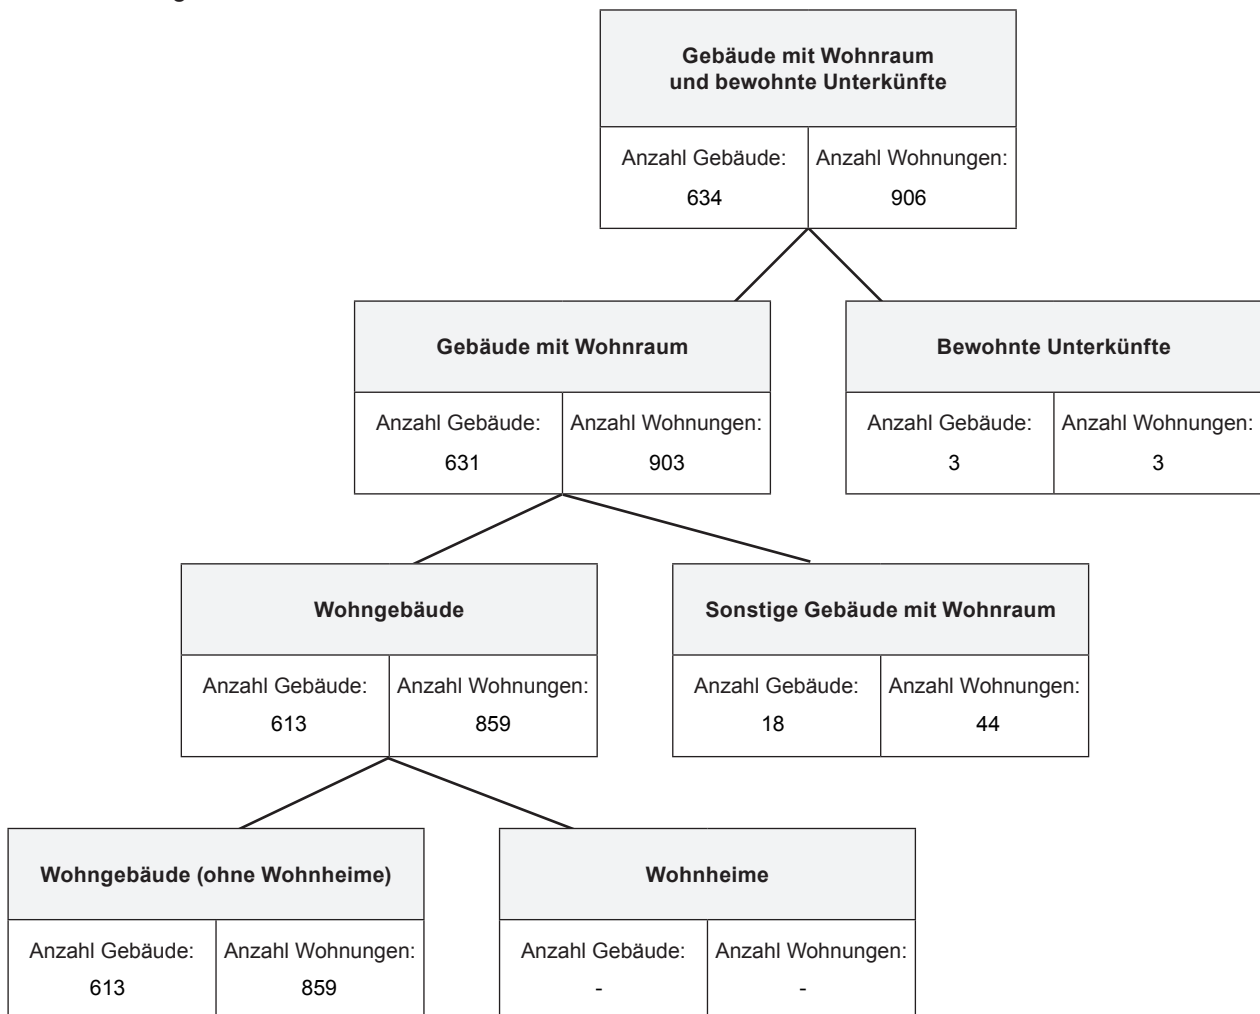 Gebäude mit Wohnraum
und bewohnte Unterkünfte
Anzahl Gebäude: Anzahl Wohnungen:
634 906
Gebäude mit Wohnraum Bewohnte Unterkünfte
Anzahl Gebäude: Anzahl Wohnungen: Anzahl Gebäude: Anzahl Wohnungen:
631 903 3 3
Wohngebäude Sonstige Gebäude mit Wohnraum
Anzahl Gebäude: Anzahl Wohnungen: Anzahl Gebäude: Anzahl Wohnungen:
613 859 18 44
Wohngebäude (ohne Wohnheime) Wohnheime
Anzahl Gebäude: Anzahl Wohnungen: Anzahl Gebäude: Anzahl Wohnungen:
613 859 - -